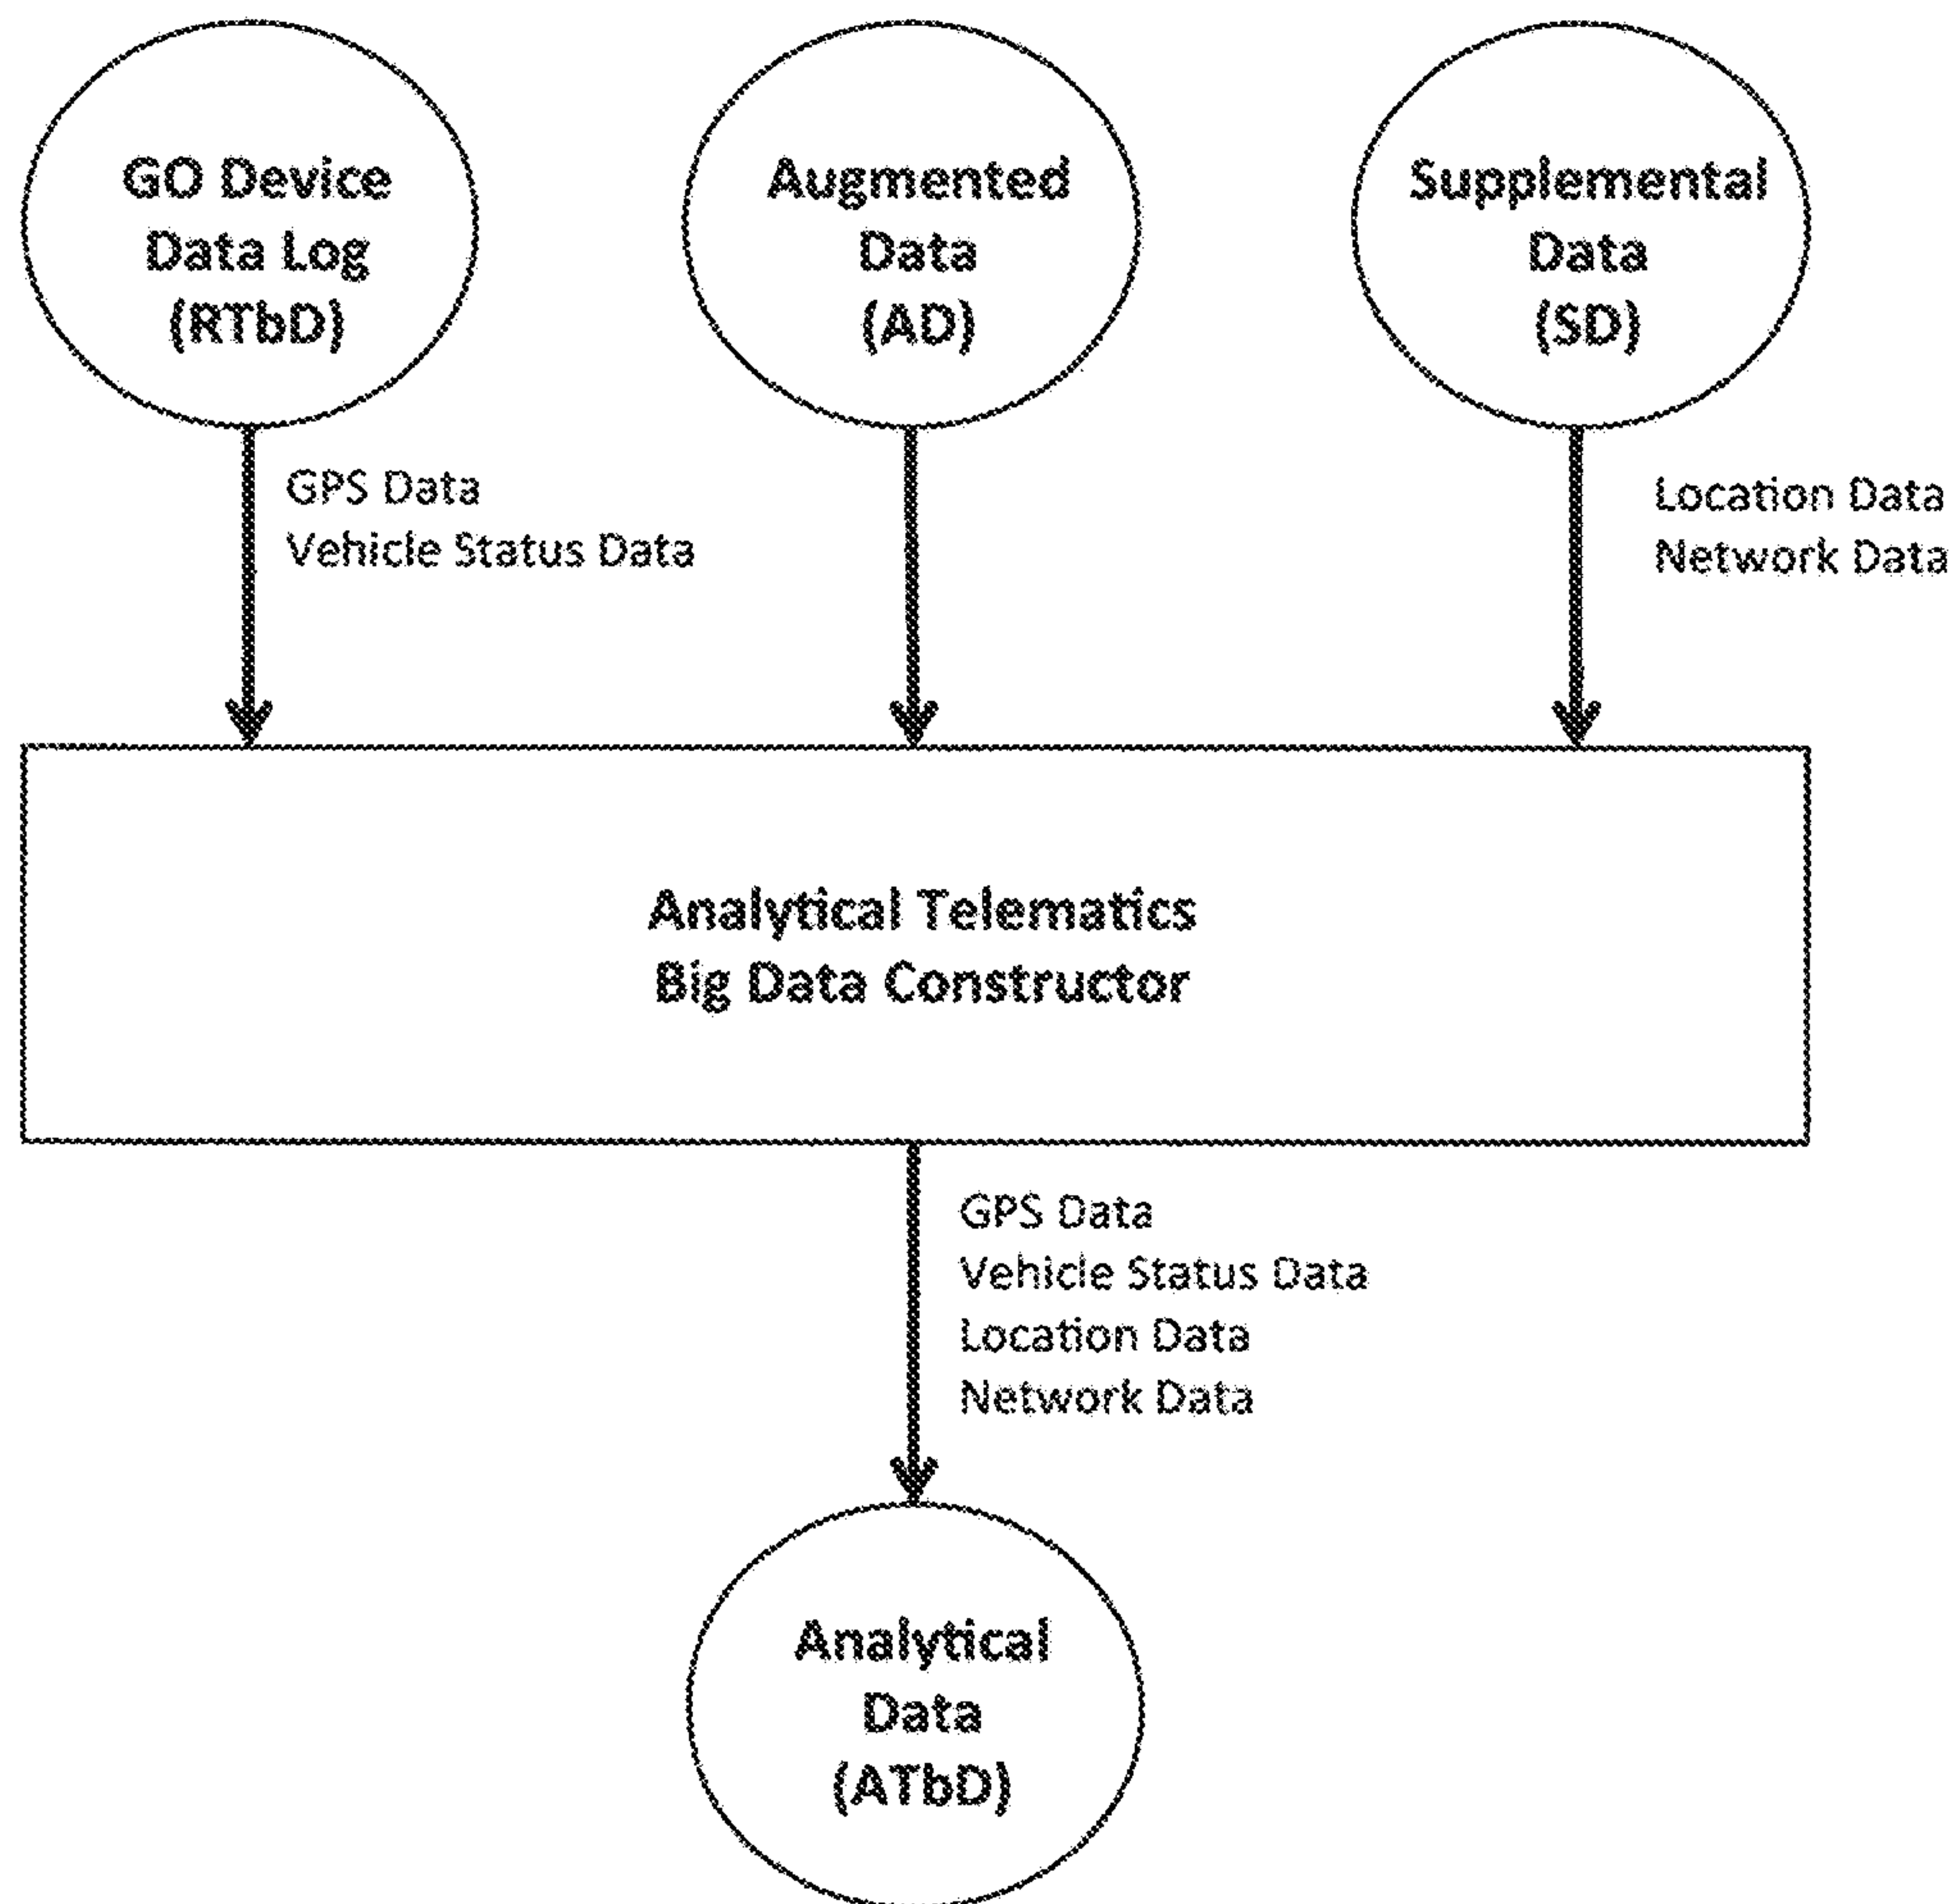 GO Device
Data Log
(RTbD)
Augmented
Data
(AD)
Supplemental
Data
(SD)
GPS Data
Vehicle Status Data
Location Data
Network Data
Analytical Telematics
Big Data Constructor
GPS Data
Vehicle Status Data
Location Data
Network Data
Analytical
Data
(ATbD)